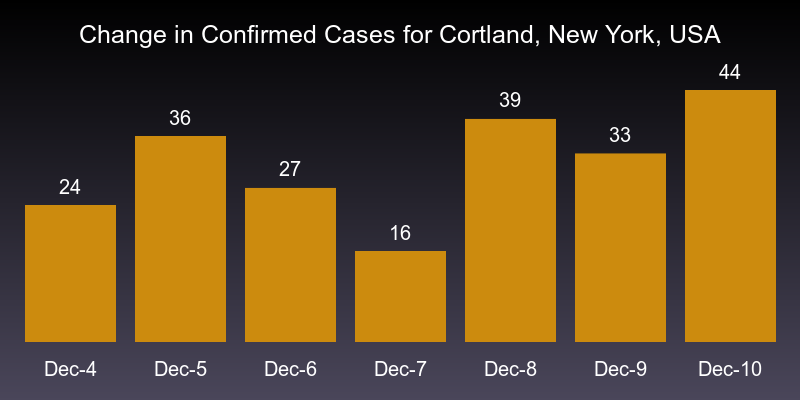 Change in Confirmed Cases for Cortland, New York, USA
24
36
27
16
39
33
44
Dec-4
Dec-5
Dec-6
Dec-7
Dec-8
Dec-9
Dec-10